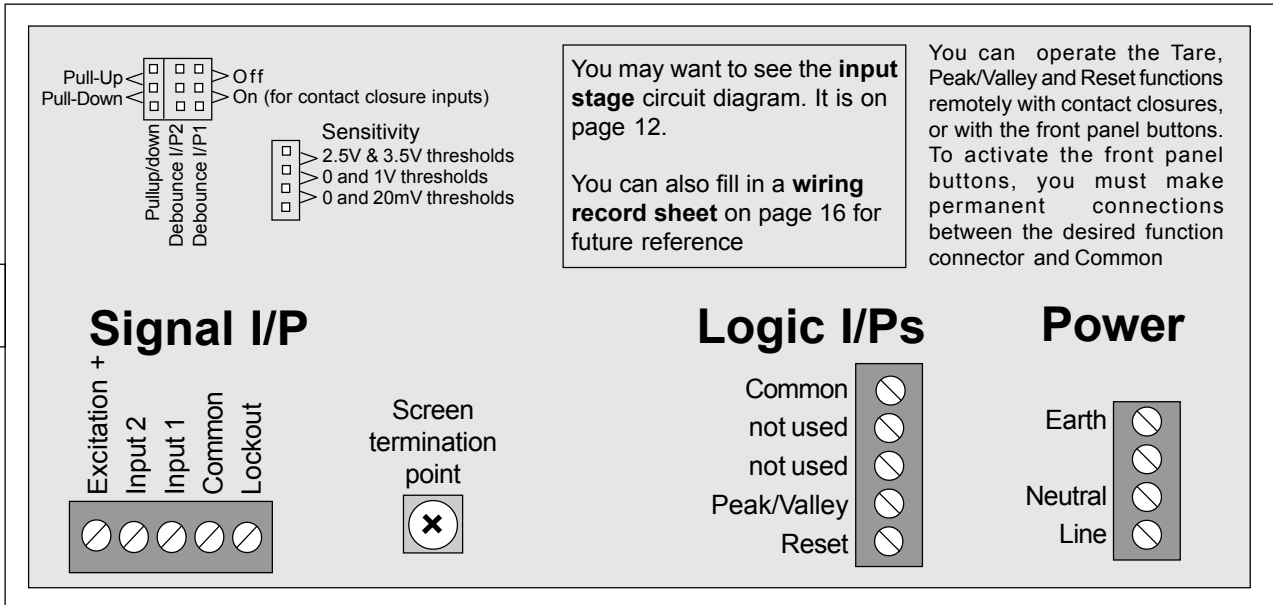 Pull-Up
Pull-Down
Off
On (for contact closure inputs)
Pullup/down
Debounce I/P2
Debounce I/P1
Sensitivity
2.5V & 3.5V thresholds
0 and 1V thresholds
0 and 20mV thresholds
You may want to see the input
stage circuit diagram. It is on
page 12.
You can also fill in a wiring
record sheet on page 16 for
future reference
You can operate the Tare,
Peak/Valley and Reset functions
remotely with contact closures,
or with the front panel buttons.
To activate the front panel
buttons, you must make
permanent connections
between the desired function
connector and Common
Signal I/P
Excitation +
Input 2
Input 1
Common
Lockout
Screen
termination
point
Logic I/Ps
Common
not used
not used
Peak/Valley
Reset
Power
Earth
Neutral
Line